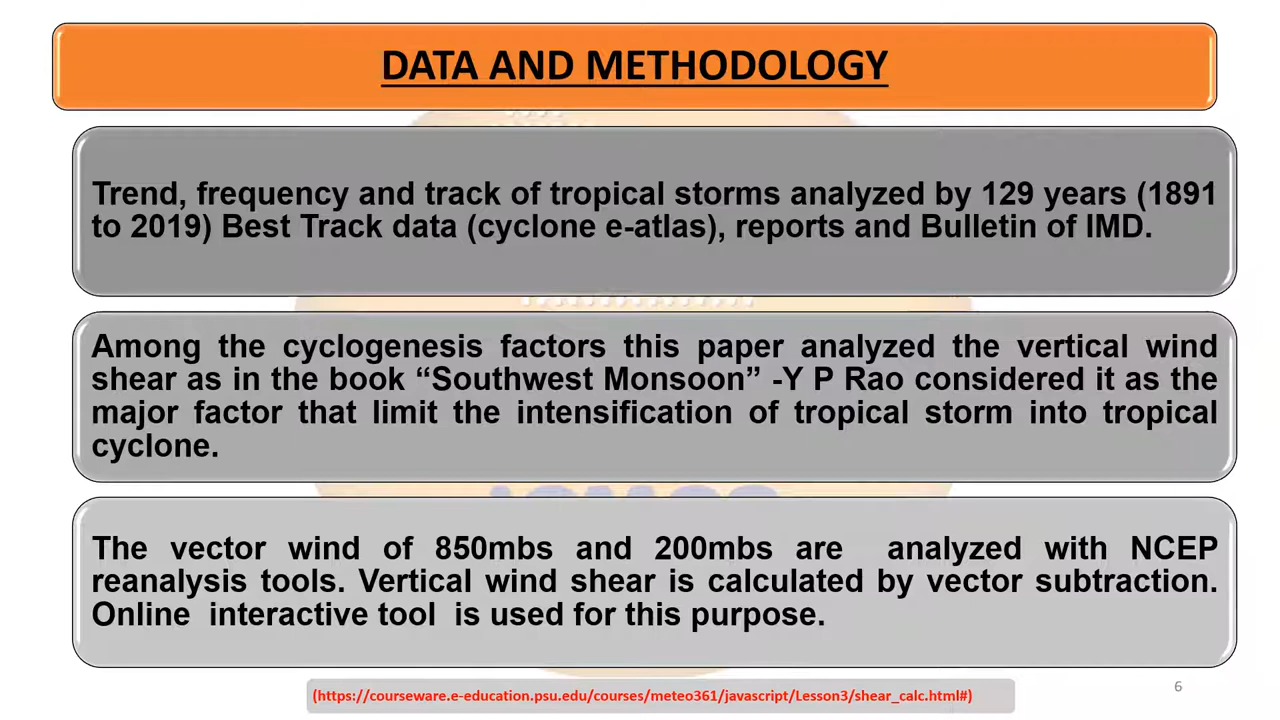 DATA AND METHODOLOGY
Trend, frequency and track of tropical storms analyzed by 129 years (1891
to 2019) Best Track data (cyclone e-atlas), reports and Bulletin of IMD.
Among the cyclogenesis factors this paper analyzed the vertical wind
shear as in the book “Southwest Monsoon” -Y P Rao considered it as the
major factor that limit the intensification of tropical storm into tropical
cyclone.
The vector wind of 850mbs and 200mbs are analyzed with NCEP
reanalysis tools. Vertical wind shear is calculated by vector subtraction.
Online interactive tool is used for this purpose.
(https://courseware.e-education.psu.edu/courses/meteo361/javascript/Lesson3/shear_calc.html#)
6